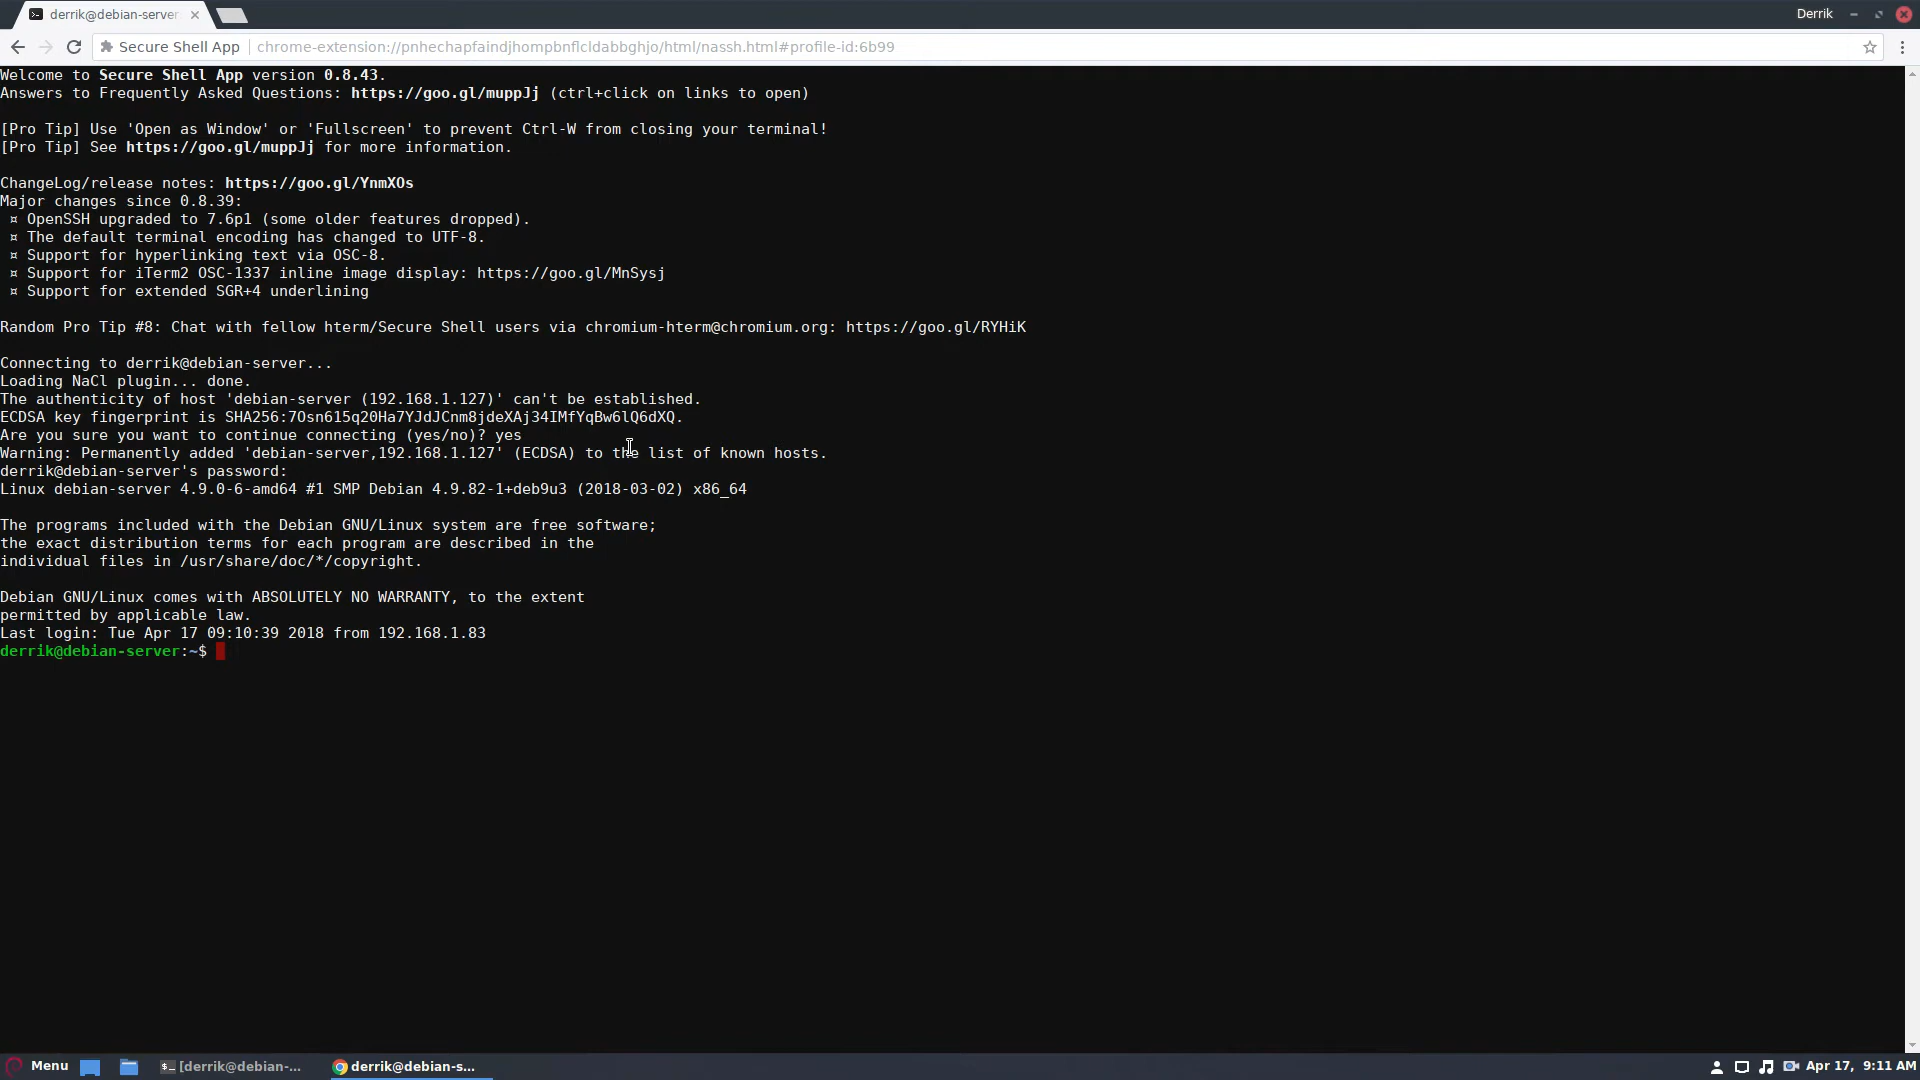 derrik@debian-server
Derrik
Secure Shell App chrome-extension://pnhechapfaindjhompbnflcldabbghjo/html/nassh.html#profile-id:6b99
Welcome to Secure Shell App version 0.8.43.
Answers to Frequently Asked Questions: https://goo.gl/muppJj (ctrl+click on links to open)
[Pro Tip] Use 'Open as Window' or 'Fullscreen' to prevent Ctrl-W from closing your terminal!
[Pro Tip] See https://goo.gl/muppJj for more information.
ChangeLog/release notes: https://goo.gl/YnmXOs
Major changes since 0.8.39:
¤ OpenSSH upgraded to 7.6p1 (some older features dropped).
¤ The default terminal encoding has changed to UTF-8.
¤ Support for hyperlinking text via OSC-8.
¤ Support for iTerm2 OSC-1337 inline image display: https://goo.gl/MnSysj
¤ Support for extended SGR+4 underlining
Random Pro Tip #8: Chat with fellow hterm/Secure Shell users via chromium-hterm@chromium.org: https://goo.gl/RYHiK
Connecting to derrik@debian-server...
Loading NaCl plugin... done.
The authenticity of host 'debian-server (192.168.1.127)' can't be established.
ECDSA key fingerprint is SHA256:7Osn615q20Ha7YJdJCnm8jdeXAj34IMfYqBw6lQ6dXQ.
Are you sure you want to continue connecting (yes/no)? yes
Warning: Permanently added 'debian-server,192.168.1.127' (ECDSA) to the list of known hosts.
derrik@debian-server's password:
Linux debian-server 4.9.0-6-amd64 #1 SMP Debian 4.9.82-1+deb9u3 (2018-03-02) x86_64
The programs included with the Debian GNU/Linux system are free software;
the exact distribution terms for each program are described in the
individual files in /usr/share/doc/*/copyright.
Debian GNU/Linux comes with ABSOLUTELY NO WARRANTY, to the extent
permitted by applicable law.
Last login: Tue Apr 17 09:10:39 2018 from 192.168.1.83
derrik@debian-server:~$
Menu [derrik@debian-... derrik@debian-s... Apr 17, 9:11 AM